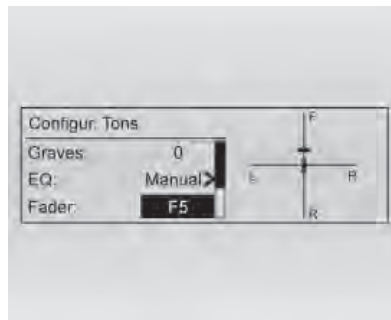 Configur. Tons
Graves: 0
EQ: Manual
Fader: F5
F
L R
R